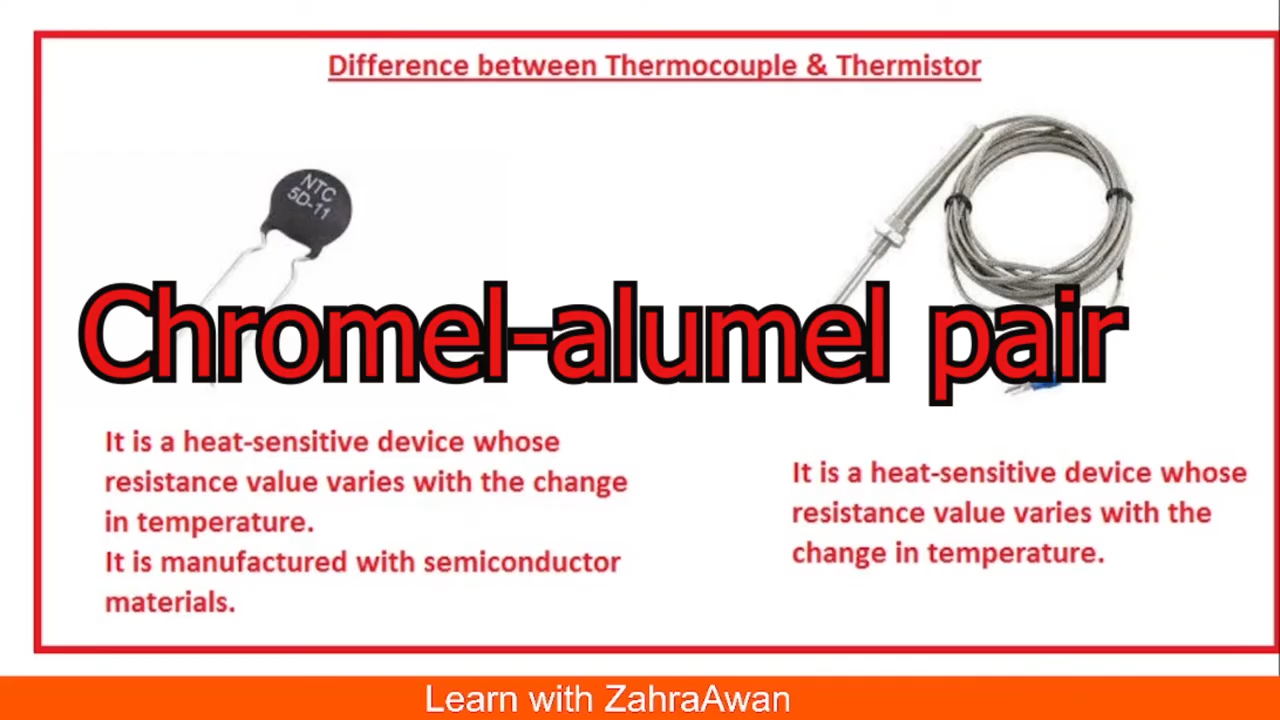 Difference between Thermocouple & Thermistor
NTC
5D-11
Chromel-alumel pair
It is a heat-sensitive device whose
resistance value varies with the change
in temperature.
It is manufactured with semiconductor
materials.
It is a heat-sensitive device whose
resistance value varies with the
change in temperature.
Learn with ZahraAwan